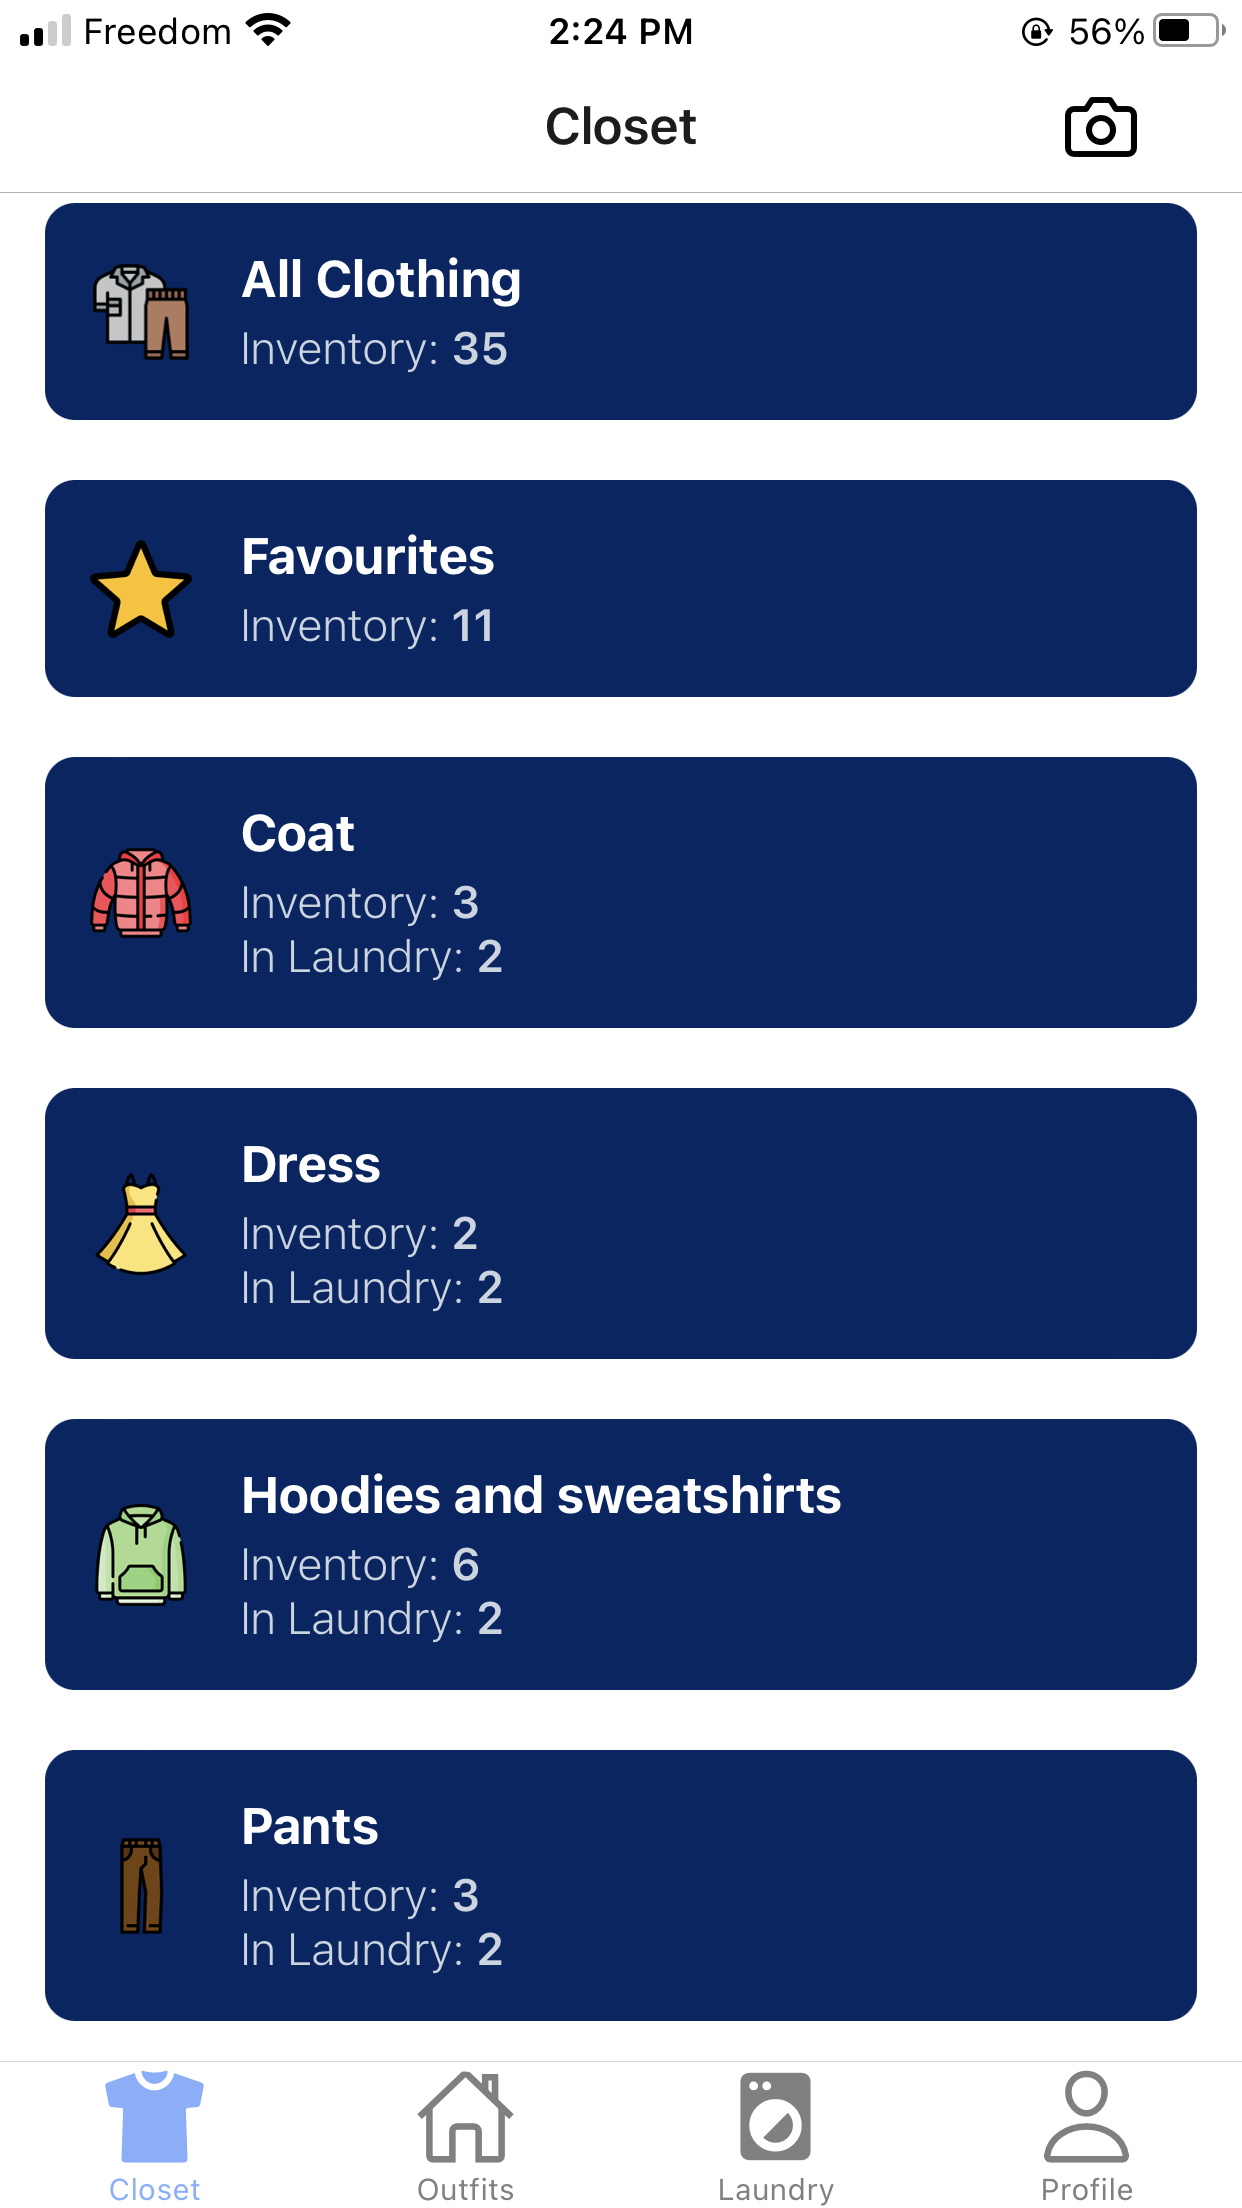 Freedom 2:24 PM 56%
Closet
All Clothing
Inventory: 35
Favourites
Inventory: 11
Coat
Inventory: 3
In Laundry: 2
Dress
Inventory: 2
In Laundry: 2
Hoodies and sweatshirts
Inventory: 6
In Laundry: 2
Pants
Inventory: 3
In Laundry: 2
Closet Outfits Laundry Profile